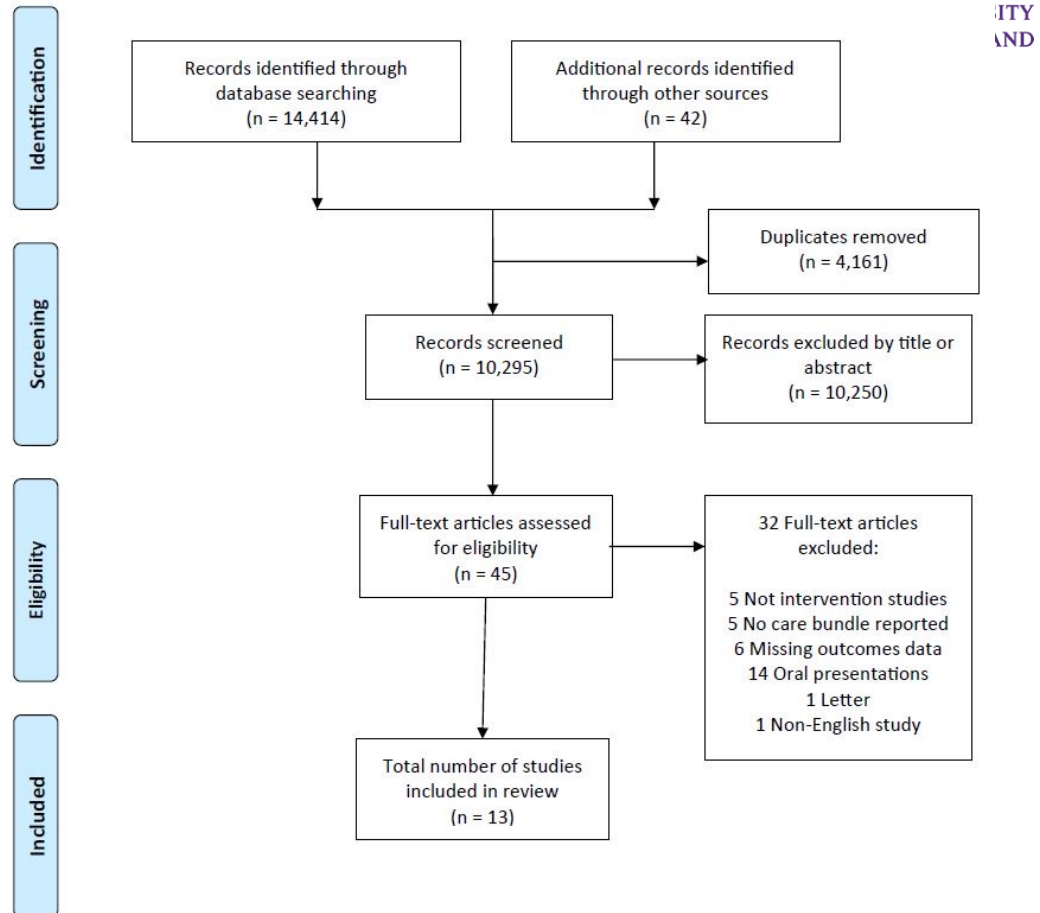 ITY
AND
Identification
Records identified through
database searching
(n = 14,414)
Additional records identified
through other sources
(n = 42)
Duplicates removed
(n = 4,161)
Screening
Records screened
(n = 10,295)
Records excluded by title or
abstract
(n = 10,250)
Eligibility
Full-text articles assessed
for eligibility
(n = 45)
32 Full-text articles
excluded:
5 Not intervention studies
5 No care bundle reported
6 Missing outcomes data
14 Oral presentations
1 Letter
1 Non-English study
Included
Total number of studies
included in review
(n = 13)